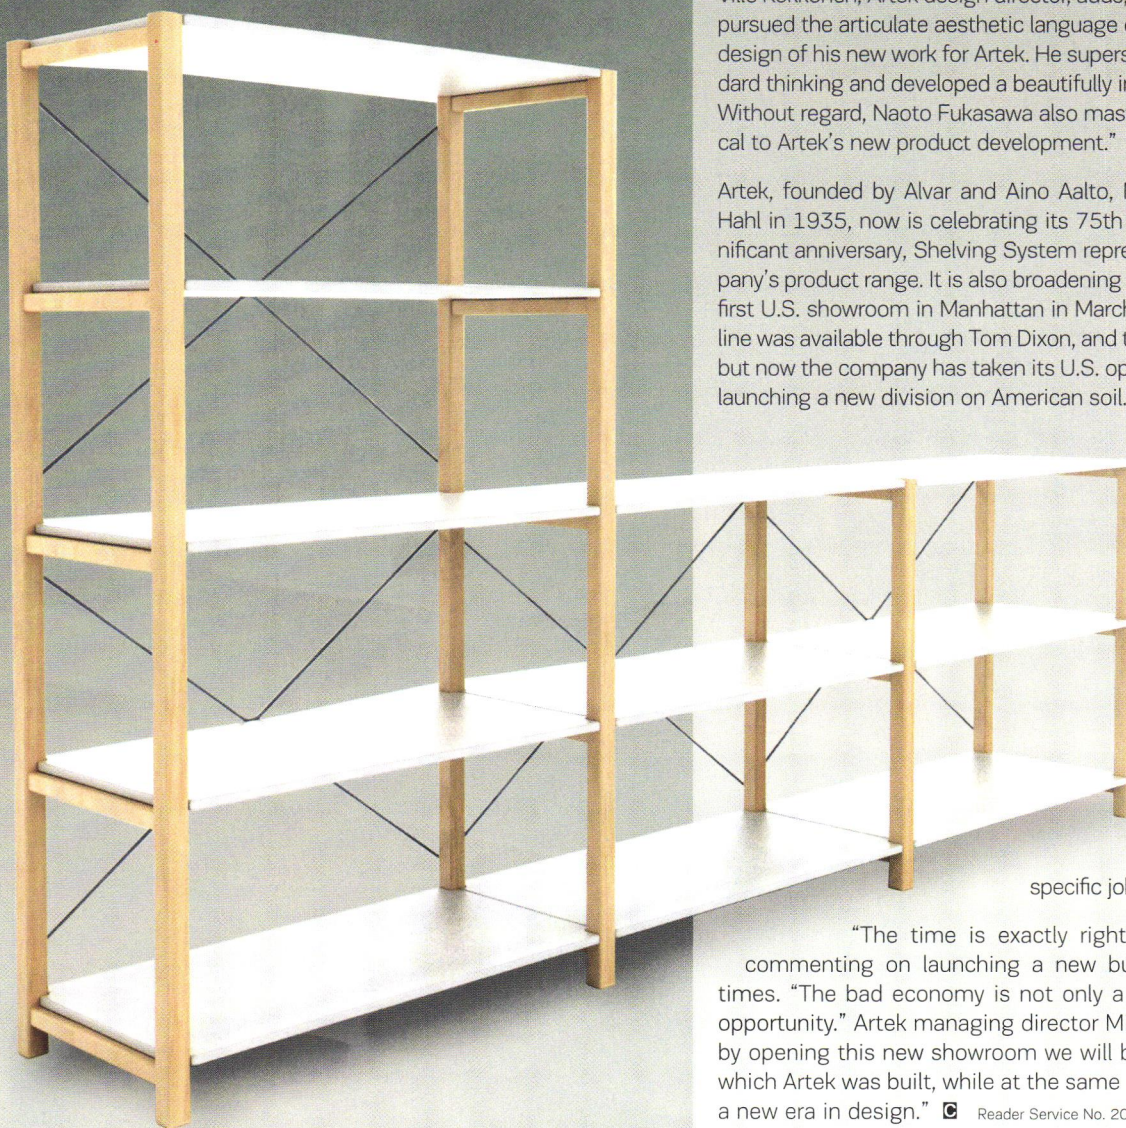 pursued the articulate aesthetic language
design of his new work for Artek. He supers
dard thinking and developed a beautifully
Without regard, Naoto Fukasawa also mas
cal to Artek's new product development."
Artek, founded by Alvar and Aino Aalto,
Hahl in 1935, now is celebrating its 75th
nificant anniversary, Shelving System repre
pany's product range. It is also broadening
first U.S. showroom in Manhattan in March
line was available through Tom Dixon, and
but now the company has taken its U.S. op
launching a new division on American soil.
specific
"The time is exactly right
commenting on launching a new
times. "The bad economy is not only a
opportunity." Artek managing director
by opening this new showroom we will
which Artek was built, while at the same
a new era in design." C Reader Service No. 20